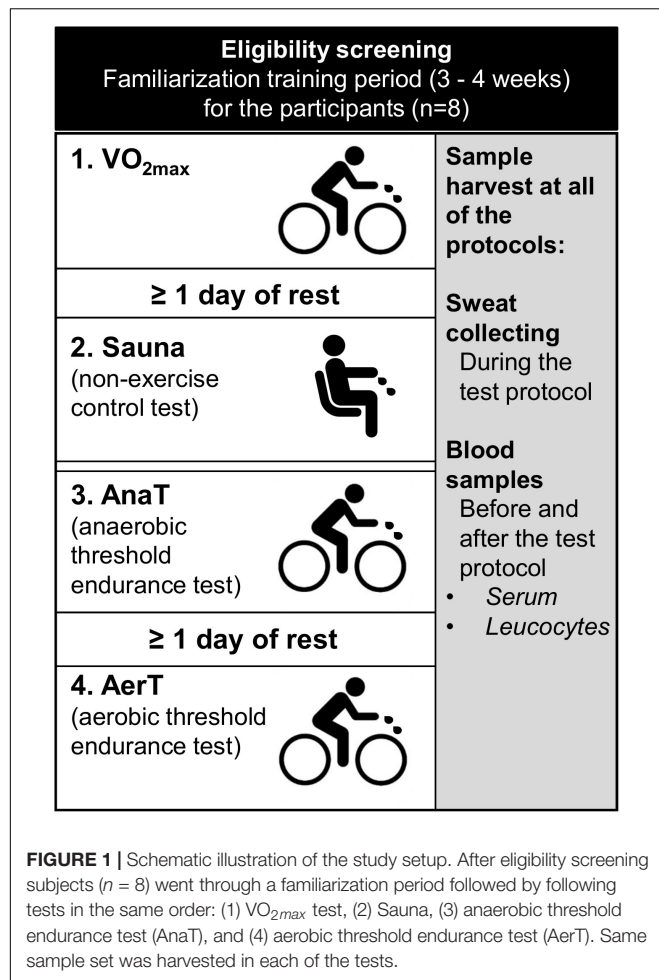 Eligibility screening
Familiarization training period (3 - 4 weeks)
for the participants (n=8)
1. VO2max
≥ 1 day of rest
2. Sauna
(non-exercise
control test)
3. AnaT
(anaerobic
threshold
endurance test)
≥ 1 day of rest
4. AerT
(aerobic threshold
endurance test)
Sample
harvest at all
of the
protocols:
Sweat
collecting
During the
test protocol
Blood
samples
Before and
after the test
protocol
• Serum
• Leucocytes
FIGURE 1 | Schematic illustration of the study setup. After eligibility screening
subjects (n = 8) went through a familiarization period followed by following
tests in the same order: (1) VO2max test, (2) Sauna, (3) anaerobic threshold
endurance test (AnaT), and (4) aerobic threshold endurance test (AerT). Same
sample set was harvested in each of the tests.